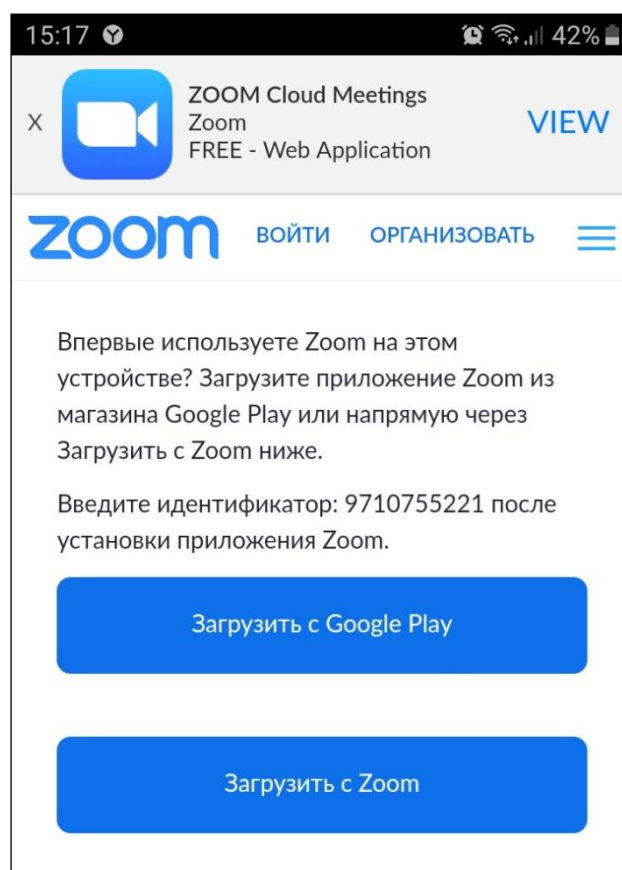 15:17 42%
X
ZOOM Cloud Meetings
Zoom
FREE - Web Application
VIEW
zoom ВОЙТИ ОРГАНИЗОВАТЬ
Впервые используете Zoom на этом
устройстве? Загрузите приложение Zoom из
магазина Google Play или напрямую через
Загрузить с Zoom ниже.
Введите идентификатор: 9710755221 после
установки приложения Zoom.
Загрузить с Google Play
Загрузить с Zoom